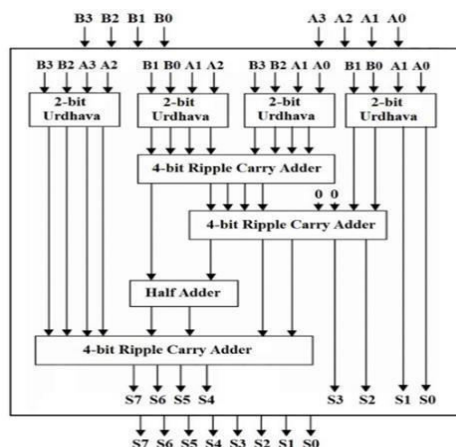 B3 B2 B1 B0 A3 A2 A1 A0
B3 B2 A3 A2 B1 B0 A1 A2 B3 B2 A1 A0 B1 B0 A1 A0
2-bit Urdhava 2-bit Urdhava 2-bit Urdhava 2-bit Urdhava
4-bit Ripple Carry Adder
0 0
4-bit Ripple Carry Adder
Half Adder
4-bit Ripple Carry Adder
S7 S6 S5 S4 S3 S2 S1 S0
S7 S6 S5 S4 S3 S2 S1 S0